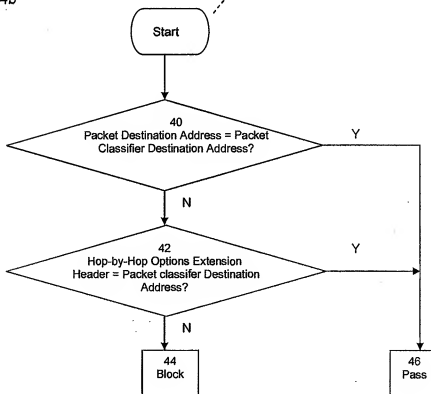 4b
Start
40
Packet Destination Address = Packet
Classifier Destination Address?
Y
N
42
Hop-by-Hop Options Extension
Header = Packet classifer Destination
Address?
Y
N
44
Block
46
Pass